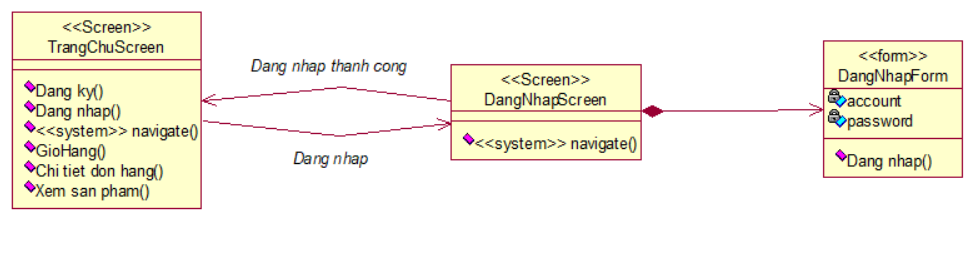 <<Screen>>
TrangChuScreen
Dang ky()
Dang nhap()
<<system>> navigate()
GioHang()
Chi tiet don hang()
Xem san pham()
Dang nhap thanh cong
Dang nhap
<<Screen>>
DangNhapScreen
<<system>> navigate()
<<form>>
DangNhapForm
account
password
Dang nhap()